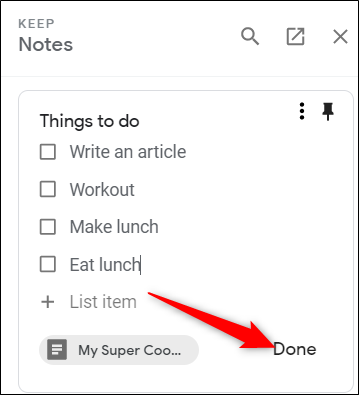 KEEP
Notes
Things to do
Write an article
Workout
Make lunch
Eat lunch
+ List item
My Super Coo...
Done